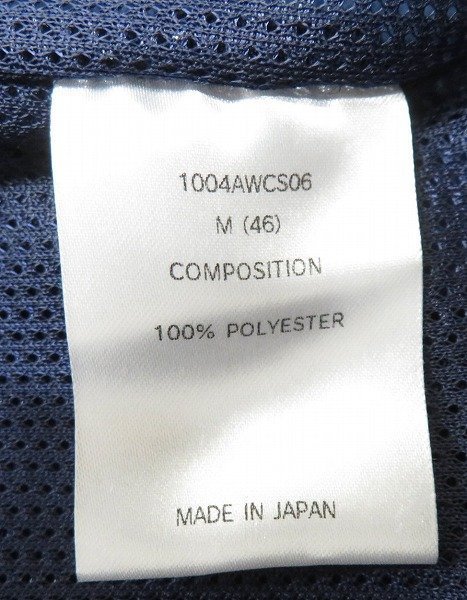 1004AWCS06
M (46)
COMPOSITION
100% POLYESTER
MADE IN JAPAN